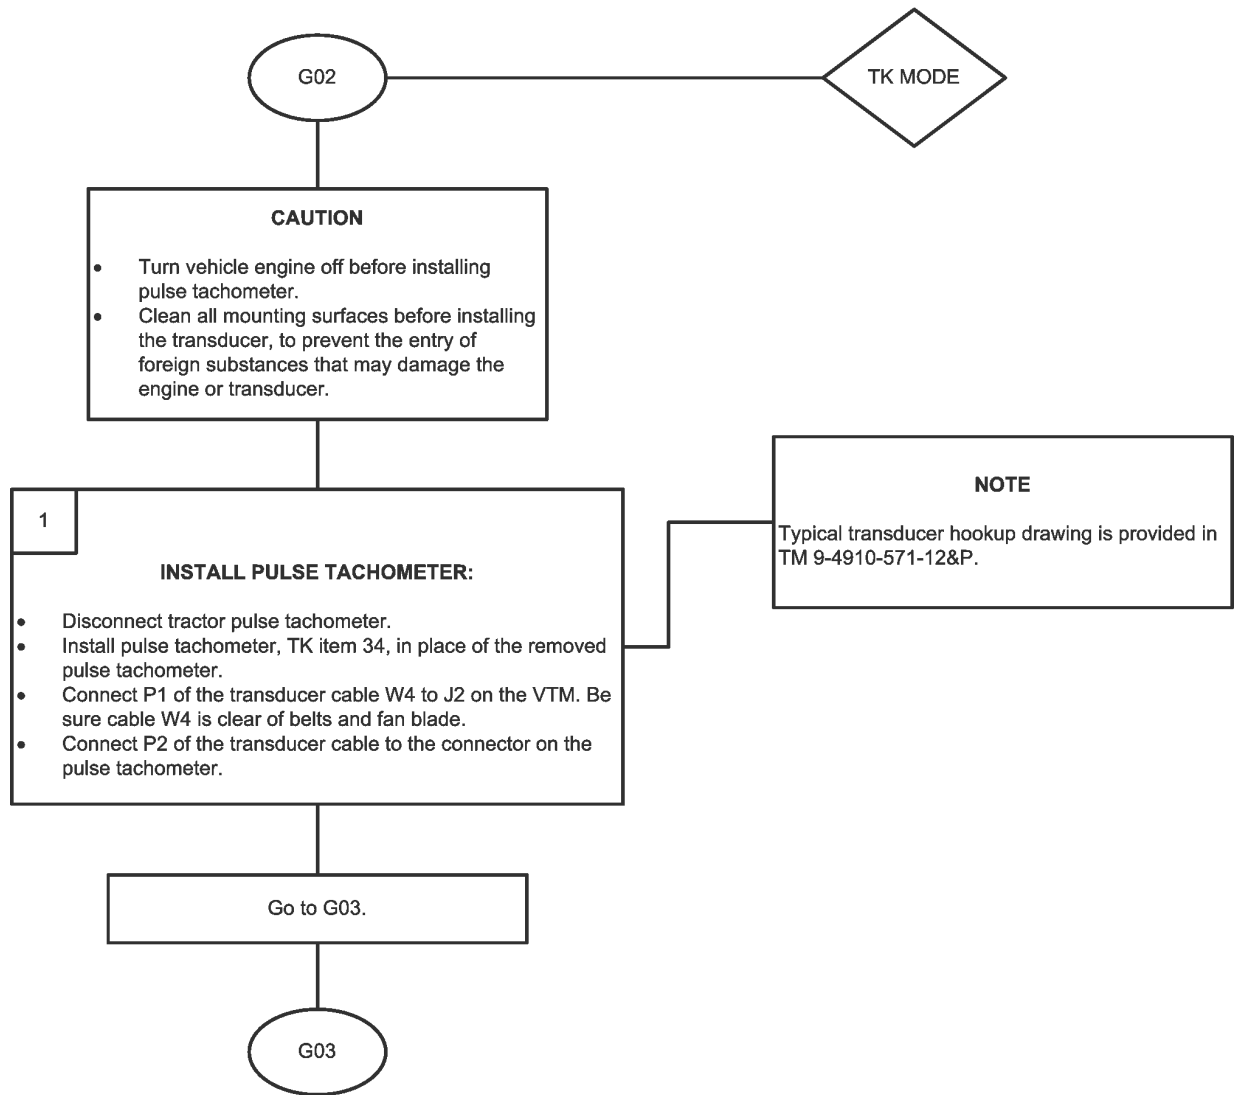 G02
TK MODE
CAUTION
• Turn vehicle engine off before installing
pulse tachometer.
• Clean all mounting surfaces before installing
the transducer, to prevent the entry of
foreign substances that may damage the
engine or transducer.
1
INSTALL PULSE TACHOMETER:
• Disconnect tractor pulse tachometer.
• Install pulse tachometer, TK item 34, in place of the removed
pulse tachometer.
• Connect P1 of the transducer cable W4 to J2 on the VTM. Be
sure cable W4 is clear of belts and fan blade.
• Connect P2 of the transducer cable to the connector on the
pulse tachometer.
NOTE
Typical transducer hookup drawing is provided in
TM 9-4910-571-12&P.
Go to G03.
G03